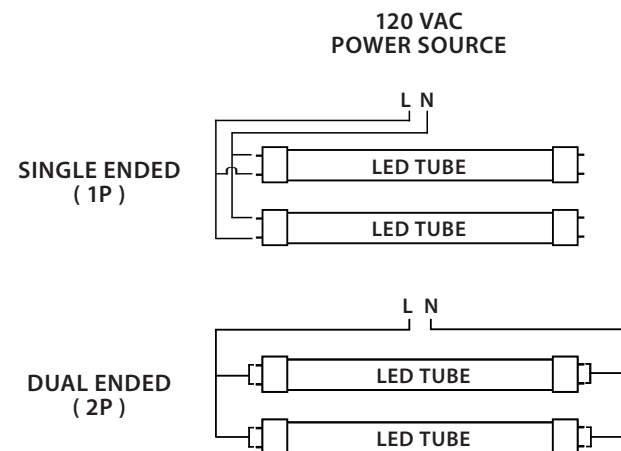 120 VAC
POWER SOURCE
L N
SINGLE ENDED
( 1P )
LED TUBE
LED TUBE
L N
DUAL ENDED
( 2P )
LED TUBE
LED TUBE